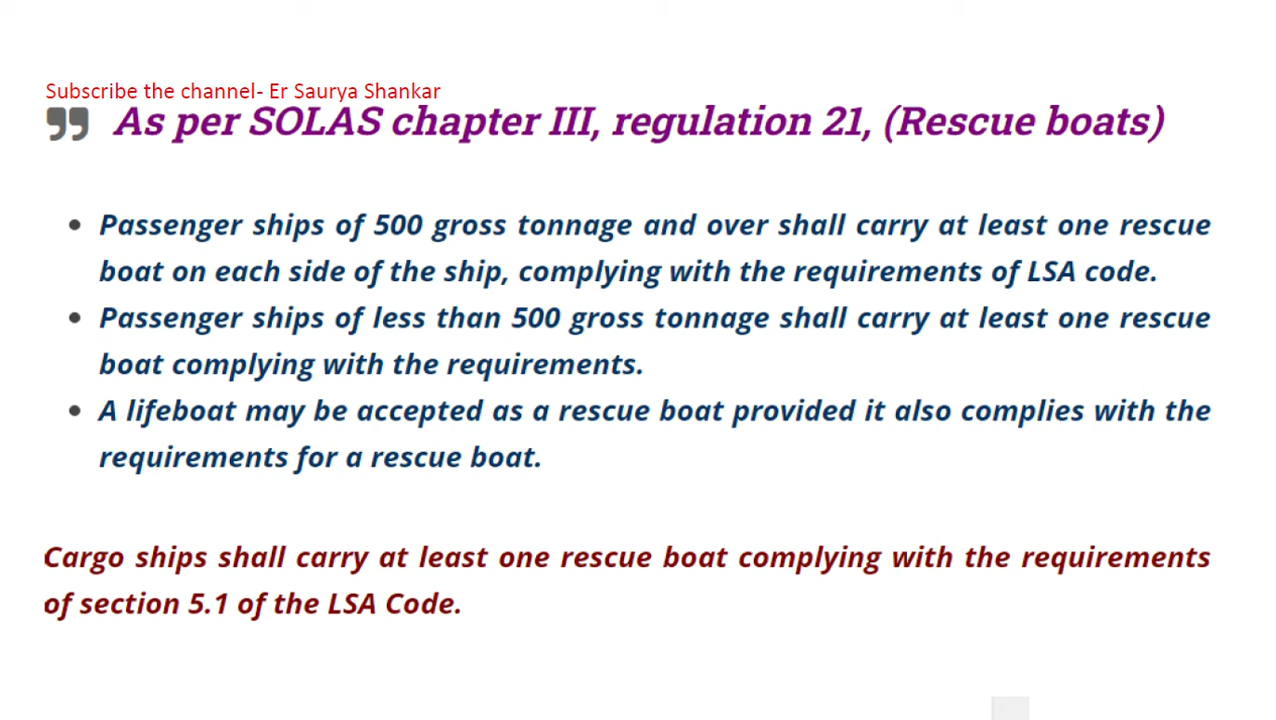 Subscribe the channel- Er Saurya Shankar
As per SOLAS chapter III, regulation 21, (Rescue boats)
• Passenger ships of 500 gross tonnage and over shall carry at least one rescue
boat on each side of the ship, complying with the requirements of LSA code.
• Passenger ships of less than 500 gross tonnage shall carry at least one rescue
boat complying with the requirements.
• A lifeboat may be accepted as a rescue boat provided it also complies with the
requirements for a rescue boat.
Cargo ships shall carry at least one rescue boat complying with the requirements
of section 5.1 of the LSA Code.